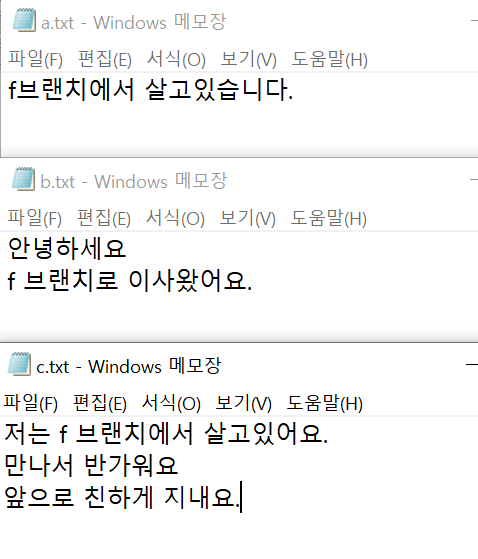 a.txt - Windows 메모장
파일(F) 편집(E) 서식(O) 보기(V) 도움말(H)
f브랜치에서 살고있습니다.
b.txt - Windows 메모장
파일(F) 편집(E) 서식(O) 보기(V) 도움말(H)
안녕하세요
f 브랜치로 이사왔어요.
c.txt - Windows 메모장
파일(F) 편집(E) 서식(O) 보기(V) 도움말(H)
저는 f 브랜치에서 살고있어요.
만나서 반가워요
앞으로 친하게 지내요.